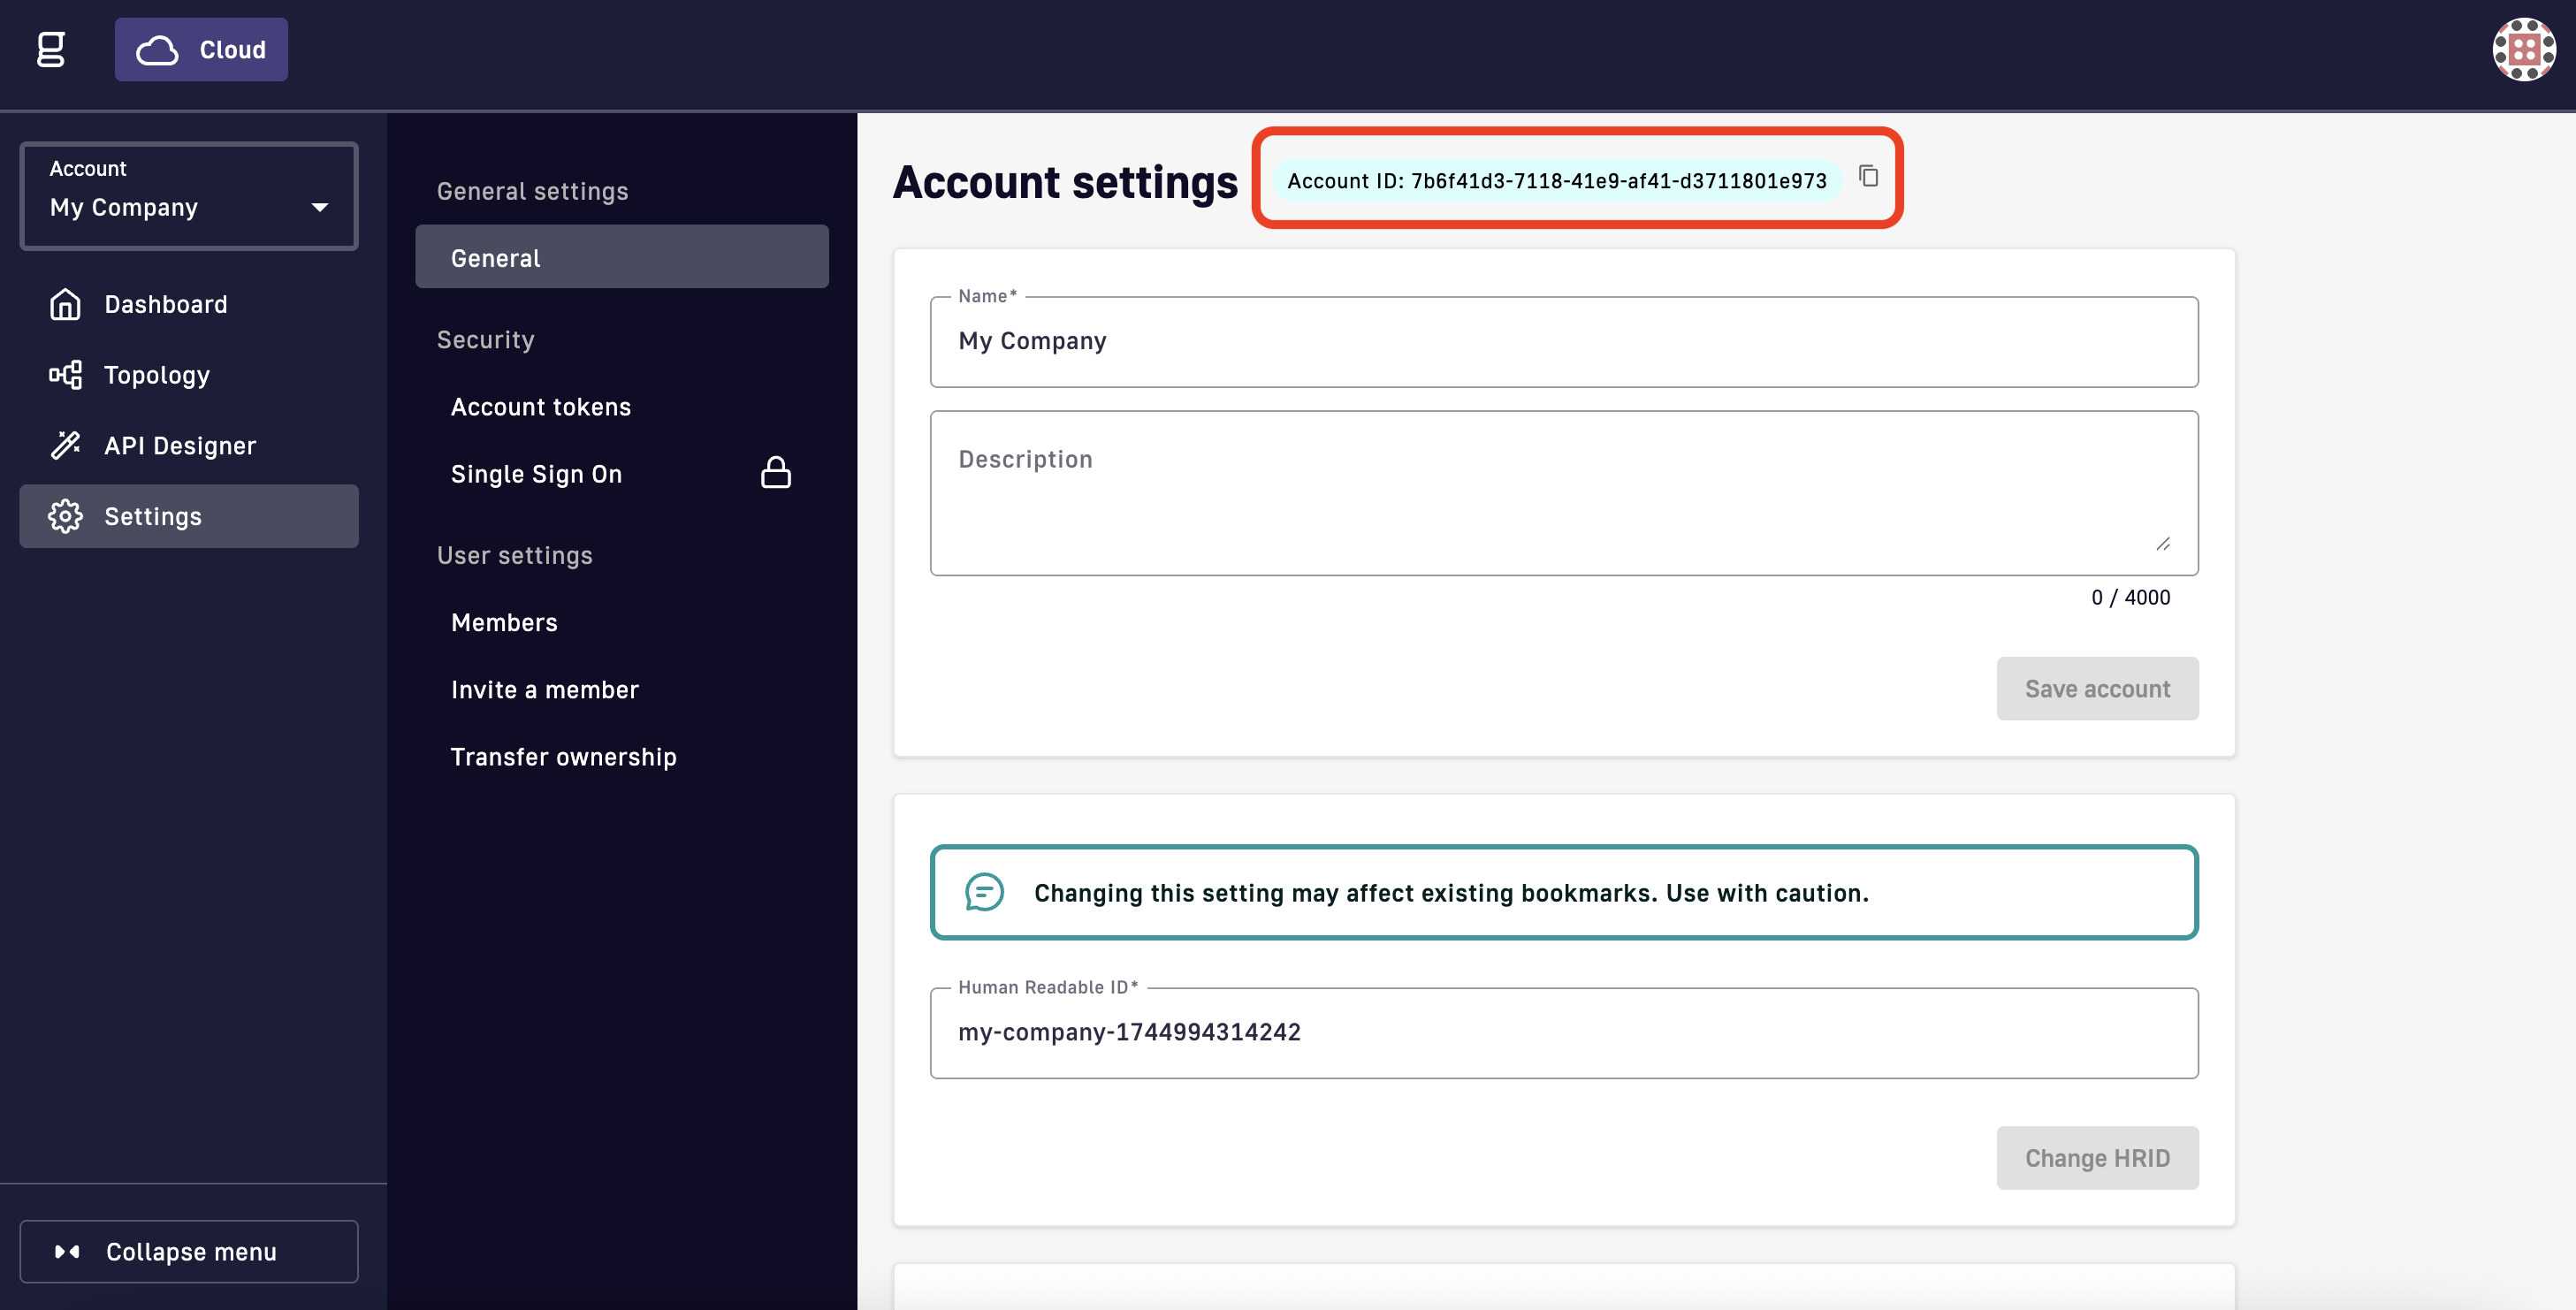 g
Cloud
Account
My Company
Dashboard
Topology
API Designer
Settings
Collapse menu
General settings
General
Security
Account tokens
Single Sign On
User settings
Members
Invite a member
Transfer ownership
Account settings
Account ID: 7b6f41d3-7118-41e9-af41-d3711801e973
Name*
My Company
Description
0 / 4000
Save account
Changing this setting may affect existing bookmarks. Use with caution.
Human Readable ID*
my-company-1744994314242
Change HRID